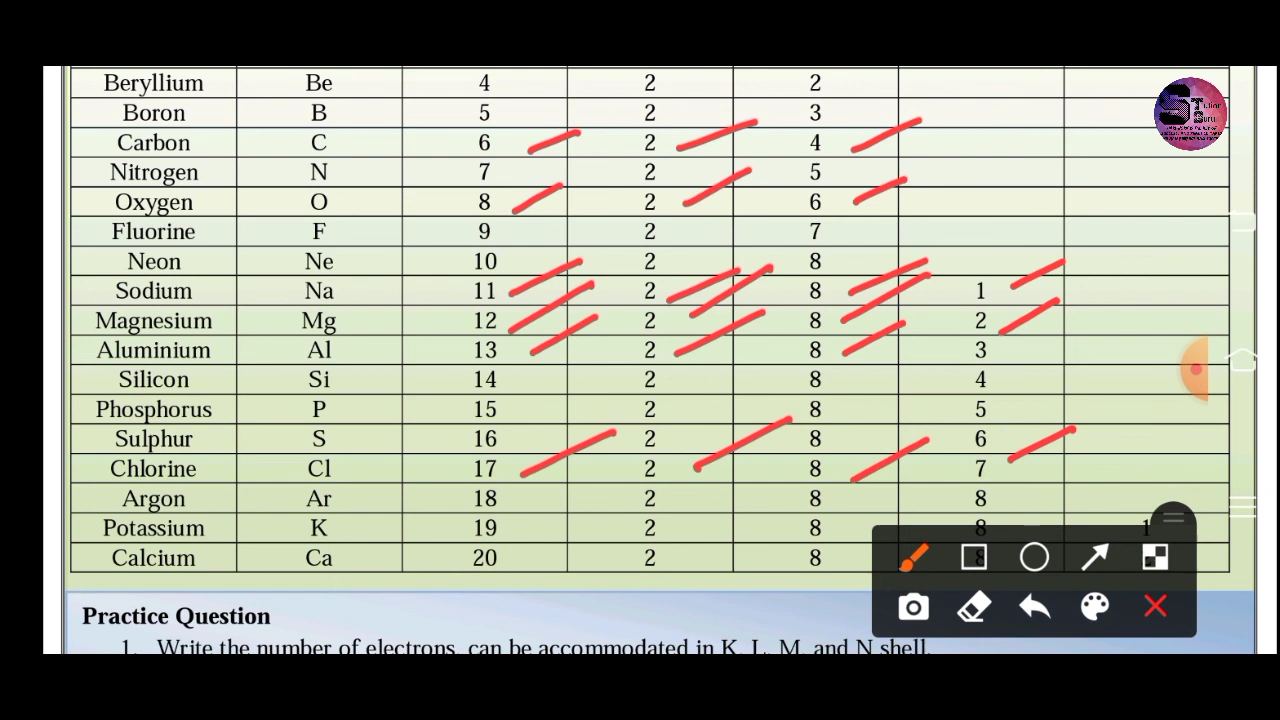 Beryllium Be 4 2 2
Boron B 5 2 3
Carbon C 6 2 4
Nitrogen N 7 2 5
Oxygen O 8 2 6
Fluorine F 9 2 7
Neon Ne 10 2 8
Sodium Na 11 2 8 1
Magnesium Mg 12 2 8 2
Aluminium Al 13 2 8 3
Silicon Si 14 2 8 4
Phosphorus P 15 2 8 5
Sulphur S 16 2 8 6
Chlorine Cl 17 2 8 7
Argon Ar 18 2 8 8
Potassium K 19 2 8 8 1
Calcium Ca 20 2 8 8
Practice Question
1. Write the number of electrons, can be accommodated in K, L, M, and N shell.